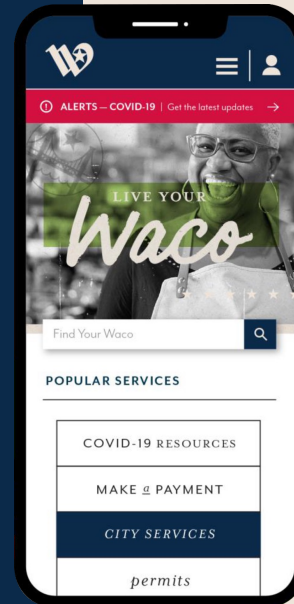 W
ALERTS — COVID-19 | Get the latest updates →
LIVE YOUR
Waco
Find Your Waco
POPULAR SERVICES
COVID-19 RESOURCES
MAKE a PAYMENT
CITY SERVICES
permits